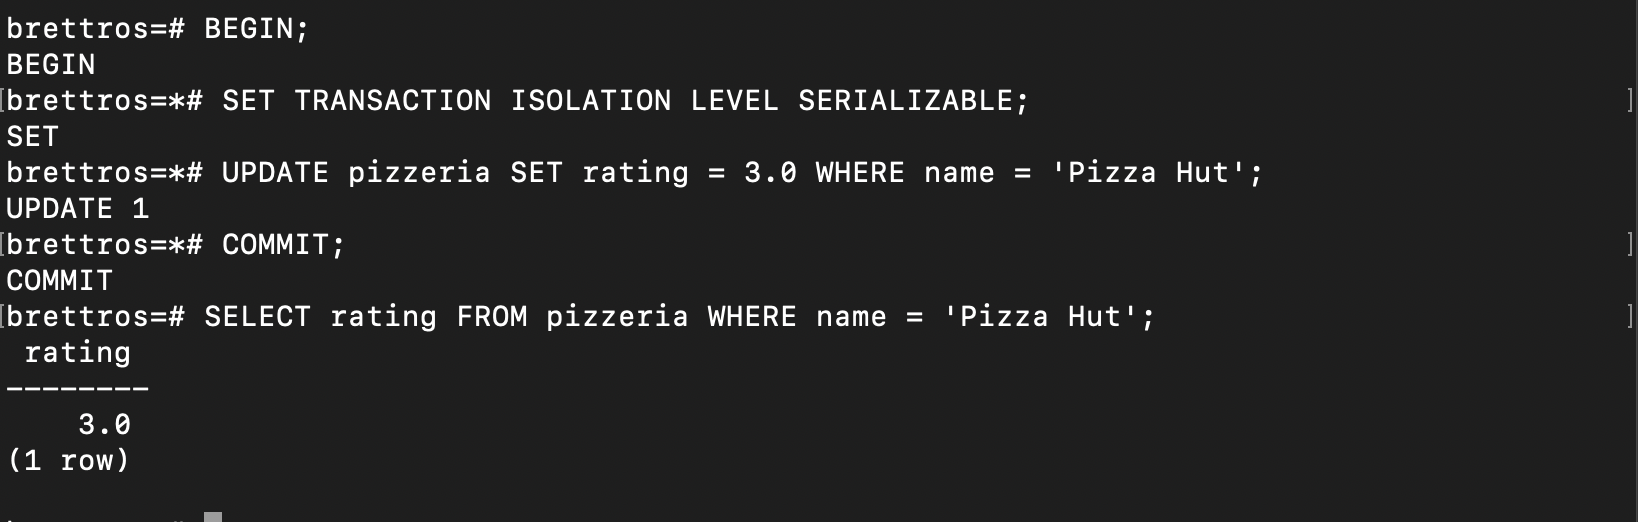 brettros=# BEGIN;
BEGIN
[brettros=*# SET TRANSACTION ISOLATION LEVEL SERIALIZABLE; ]
SET
brettros=*# UPDATE pizzeria SET rating = 3.0 WHERE name = 'Pizza Hut';
UPDATE 1
[brettros=*# COMMIT; ]
COMMIT
[brettros=# SELECT rating FROM pizzeria WHERE name = 'Pizza Hut'; ]
 rating
--------
    3.0
(1 row)